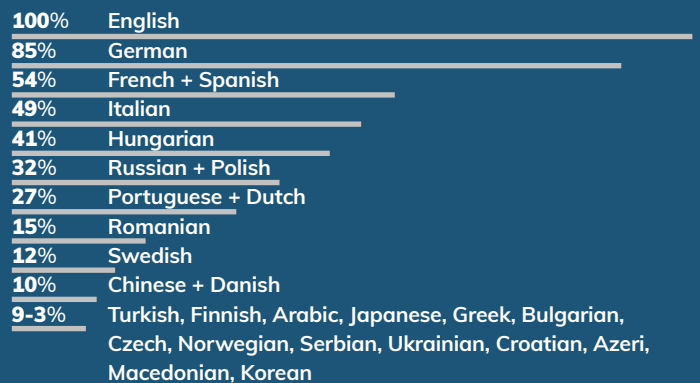 100% English
85% German
54% French + Spanish
49% Italian
41% Hungarian
32% Russian + Polish
27% Portuguese + Dutch
15% Romanian
12% Swedish
10% Chinese + Danish
9-3% Turkish, Finnish, Arabic, Japanese, Greek, Bulgarian,
Czech, Norwegian, Serbian, Ukrainian, Croatian, Azeri,
Macedonian, Korean